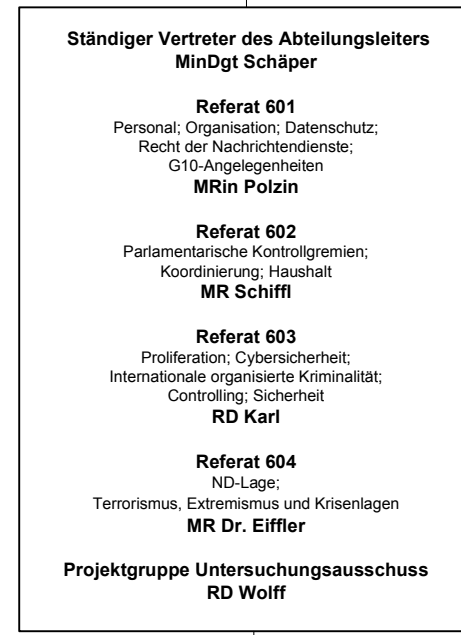 Ständiger Vertreter des Abteilungsleiters
MinDgt Schäper
Referat 601
Personal; Organisation; Datenschutz;
Recht der Nachrichtendienste;
G10-Angelegenheiten
MRin Polzin
Referat 602
Parlamentarische Kontrollgremien;
Koordinierung; Haushalt
MR Schiffl
Referat 603
Proliferation; Cybersicherheit;
Internationale organisierte Kriminalität;
Controlling; Sicherheit
RD Karl
Referat 604
ND-Lage;
Terrorismus, Extremismus und Krisenlagen
MR Dr. Eiffler
Projektgruppe Untersuchungsausschuss
RD Wolff